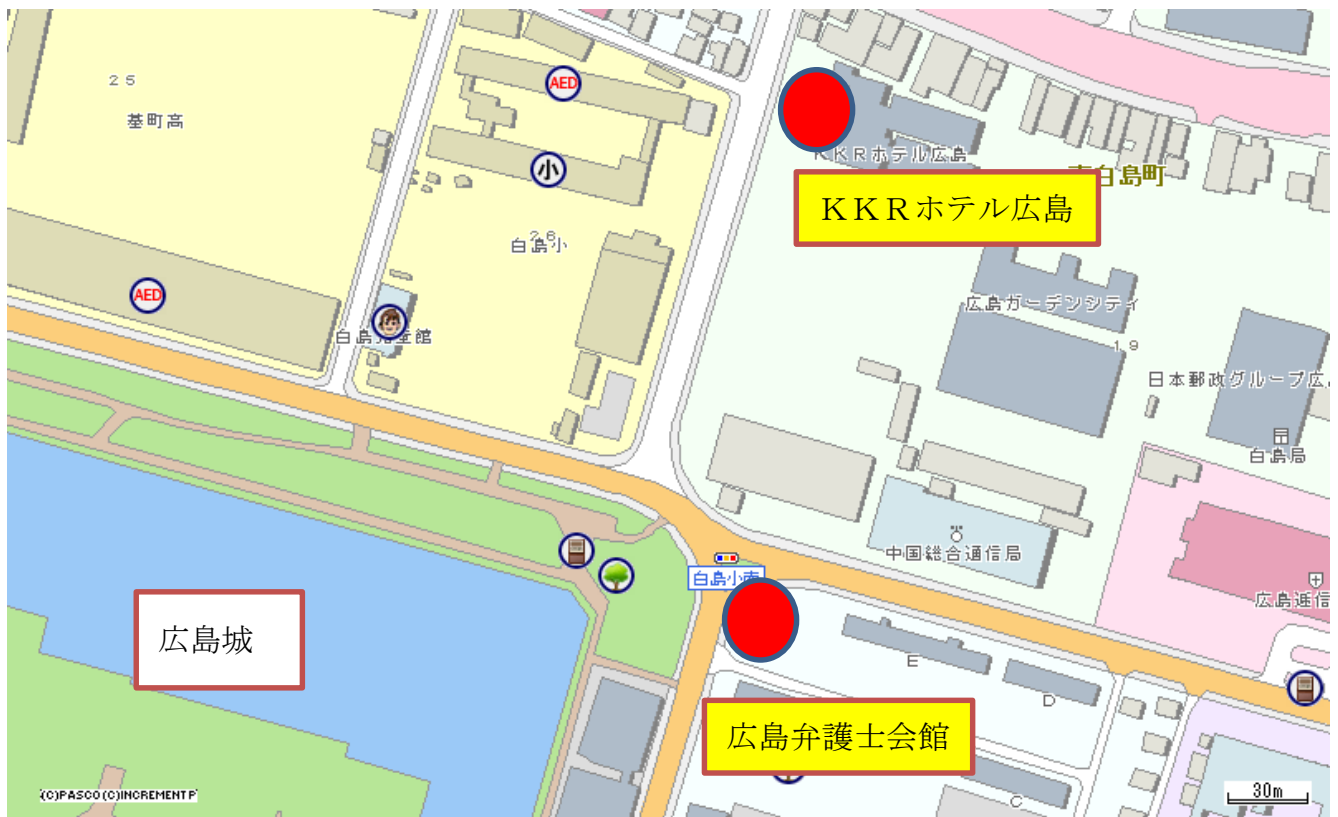 25
基町高
AED
小
KKRホテル広島
東白島町
KKRホテル広島
26
白島小
AED
白島児童館
広島ガーデンシティ
19
日本郵政グループ広島
白島局
中国総合通信局
白島小南
広島逓信
広島城
E
D
広島弁護士会館
C
(C)PASCO(C)INCREMENT P
30m